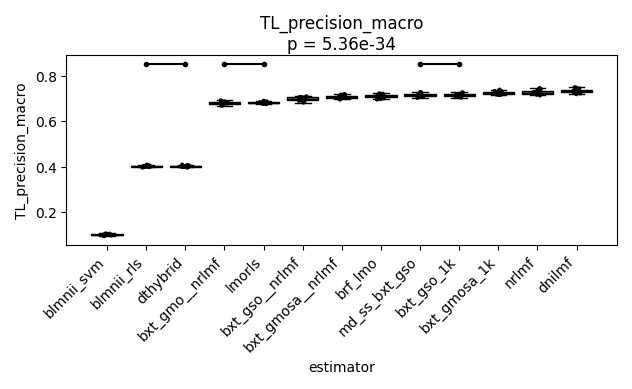 TL_precision_macro
p = 5.36e-34
TL_precision_macro
0.8
0.6
0.4
0.2
blmnii_svm
blmnii_rls
dthybrid
bxt_gmo__nrlmf
lmorls
bxt_gso__nrlmf
bxt_gmosa__nrlmf
brf_lmo
md_ss_bxt_gso
bxt_gso_1k
bxt_gmosa_1k
nrlmf
dnilmf
estimator